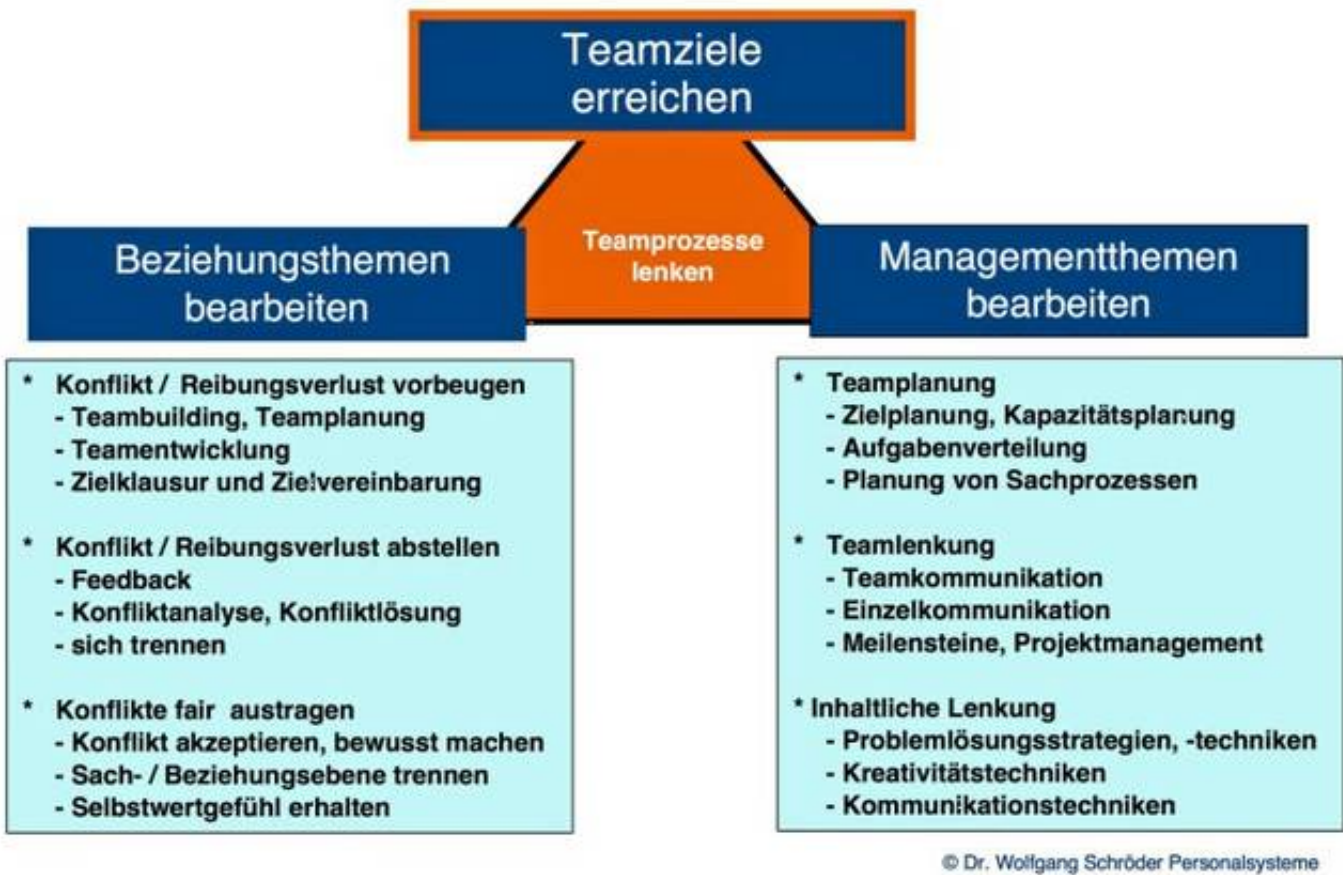 Teamziele
erreichen
Teamprozesse
lenken
Beziehungsthemen
bearbeiten
Managementthemen
bearbeiten
* Konflikt / Reibungsverlust vorbeugen
- Teambuilding, Teamplanung
- Teamentwicklung
- Zielklausur und Zielvereinbarung
* Konflikt / Reibungsverlust abstellen
- Feedback
- Konfliktanalyse, Konfliktlösung
- sich trennen
* Konflikte fair austragen
- Konflikt akzeptieren, bewusst machen
- Sach- / Beziehungsebene trennen
- Selbstwertgefühl erhalten
* Teamplanung
- Zielplanung, Kapazitätsplanung
- Aufgabenverteilung
- Planung von Sachprozessen
* Teamlenkung
- Teamkommunikation
- Einzelkommunikation
- Meilensteine, Projektmanagement
* Inhaltliche Lenkung
- Problemlösungsstrategien, -techniken
- Kreativitätstechniken
- Kommunikationstechniken
© Dr. Wolfgang Schröder Personalsysteme